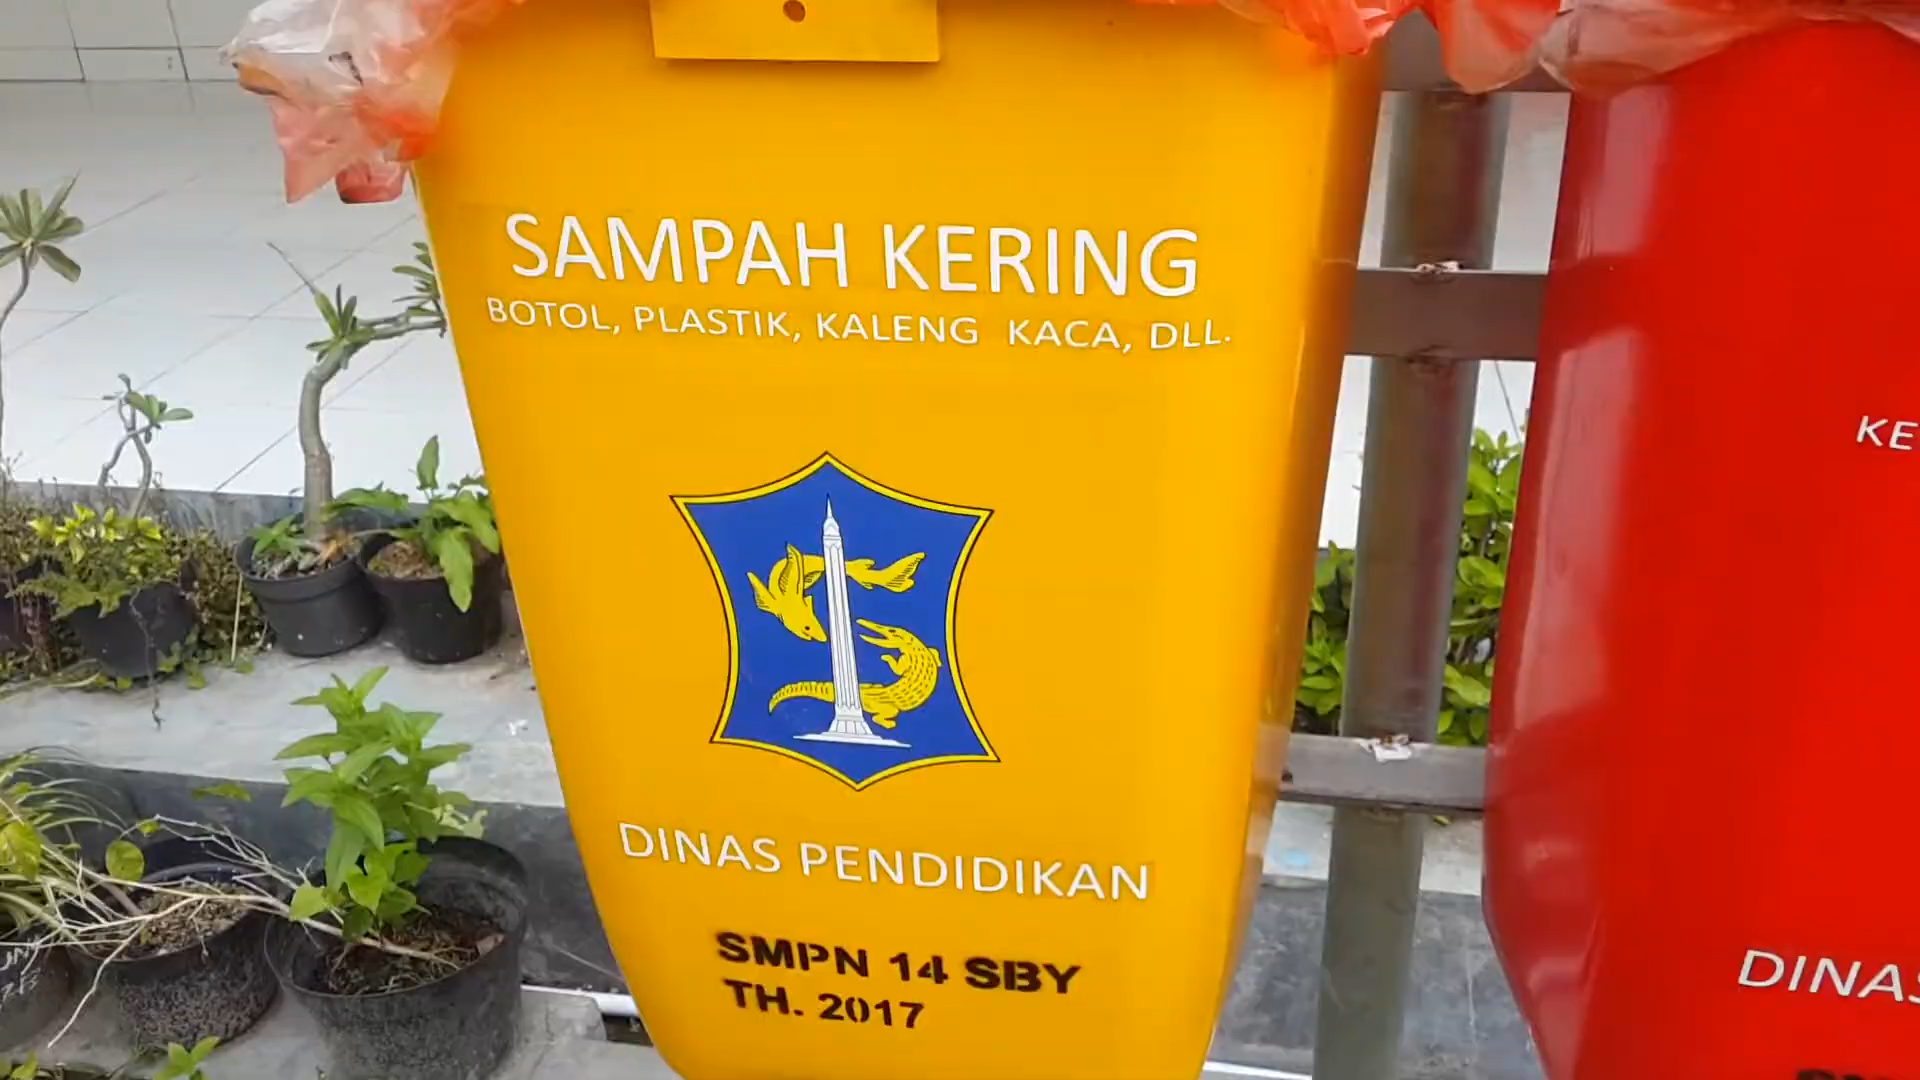 SAMPAH KERING
BOTOL, PLASTIK, KALENG KACA, DLL.
DINAS PENDIDIKAN
SMPN 14 SBY
TH. 2017
KE
DINAS